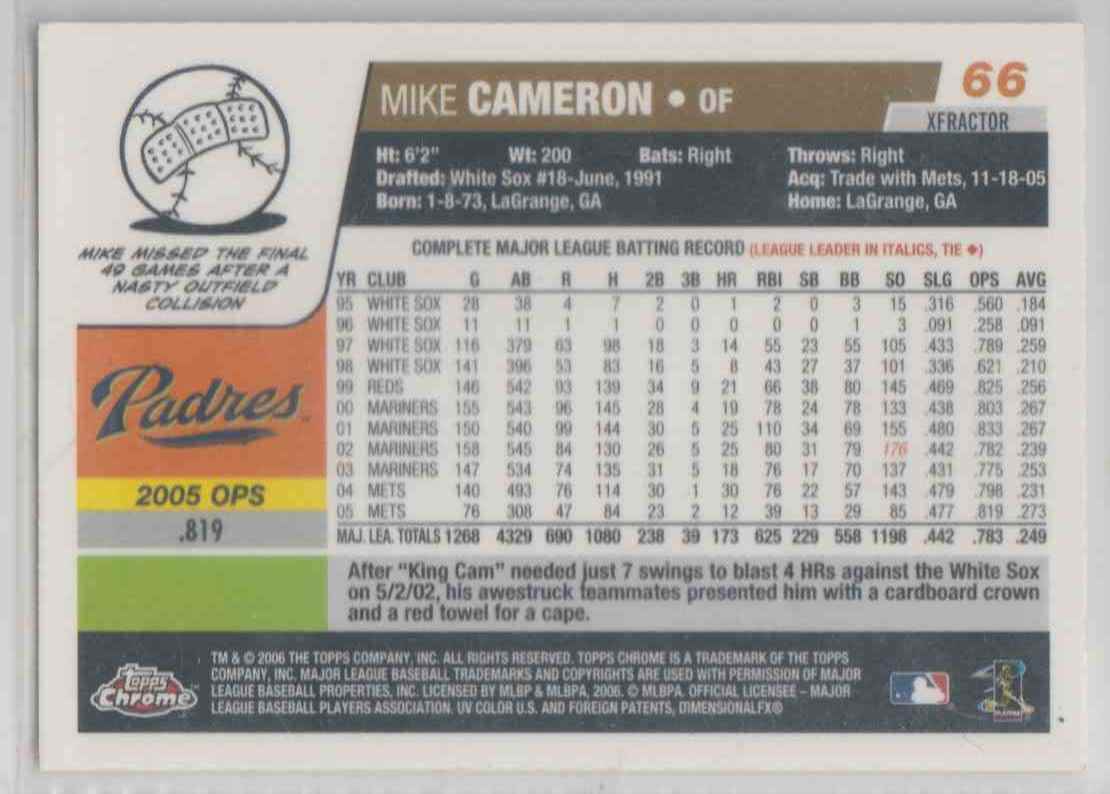 MIKE CAMERON • OF
66
XFRACTOR
Ht: 6'2" Wt: 200 Bats: Right Throws: Right
Drafted: White Sox #18-June, 1991 Acq: Trade with Mets, 11-18-05
Born: 1-8-73, LaGrange, GA Home: LaGrange, GA
MIKE MISSED THE FINAL
49 GAMES AFTER A
NASTY OUTFIELD
COLLISION
COMPLETE MAJOR LEAGUE BATTING RECORD (LEAGUE LEADER IN ITALICS, TIE ◆)
YR CLUB G AB R H 2B 3B HR RBI SB BB SO SLG OPS AVG
95 WHITE SOX 28 38 4 7 2 0 1 2 0 3 15 .316 .560 .184
96 WHITE SOX 11 11 1 1 0 0 0 0 0 1 3 .091 .258 .091
97 WHITE SOX 116 379 63 98 18 3 14 55 23 55 105 .433 .789 .259
98 WHITE SOX 141 396 53 83 16 5 8 43 27 37 101 .336 .621 .210
99 REDS 146 542 93 139 34 9 21 66 38 80 145 .469 .825 .256
00 MARINERS 155 543 96 145 28 4 19 78 24 78 133 .438 .803 .267
01 MARINERS 150 540 99 144 30 5 25 110 34 69 155 .480 .833 .267
02 MARINERS 158 545 84 130 26 5 25 80 31 79 176 .442 .782 .239
03 MARINERS 147 534 74 135 31 5 18 76 17 70 137 .431 .775 .253
04 METS 140 493 76 114 30 1 30 76 22 57 143 .479 .798 .231
05 METS 76 308 47 84 23 2 12 39 13 29 85 .477 .819 .273
MAJ. LEA. TOTALS 1268 4329 690 1080 238 39 173 625 229 558 1198 .442 .783 .249
Padres
TM
2005 OPS
.819
After "King Cam" needed just 7 swings to blast 4 HRs against the White Sox
on 5/2/02, his awestruck teammates presented him with a cardboard crown
and a red towel for a cape.
Topps
Chrome
TM & © 2006 THE TOPPS COMPANY, INC. ALL RIGHTS RESERVED. TOPPS CHROME IS A TRADEMARK OF THE TOPPS
COMPANY, INC. MAJOR LEAGUE BASEBALL TRADEMARKS AND COPYRIGHTS ARE USED WITH PERMISSION OF MAJOR
LEAGUE BASEBALL PROPERTIES, INC. LICENSED BY MLBP & MLBPA, 2006. © MLBPA. OFFICIAL LICENSEE – MAJOR
LEAGUE BASEBALL PLAYERS ASSOCIATION. UV COLOR U.S. AND FOREIGN PATENTS, DIMENSIONALFX®